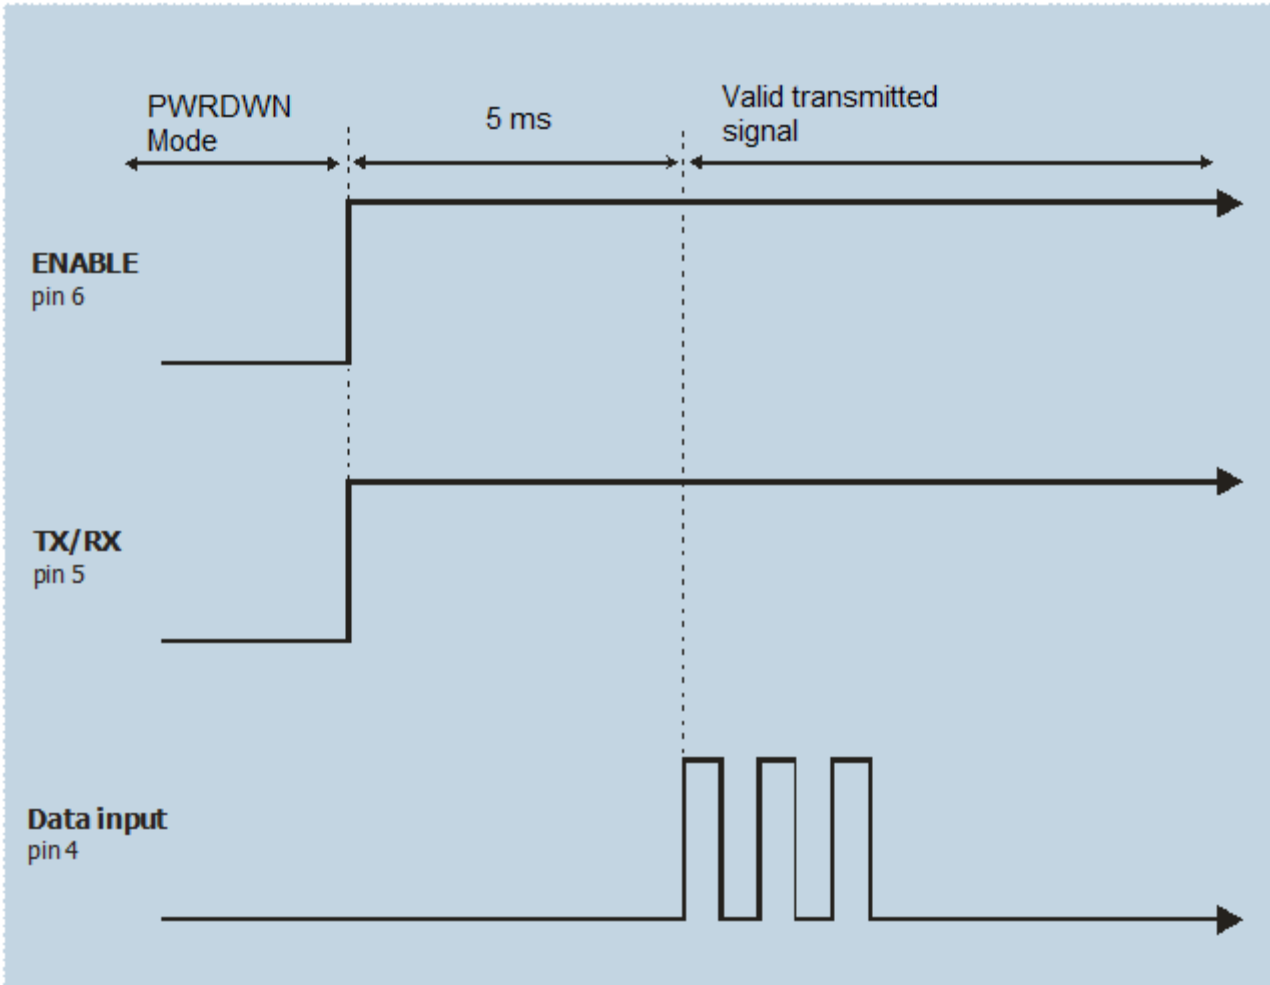 PWRDWN
Mode
5 ms
Valid transmitted
signal
ENABLE
pin 6
TX/RX
pin 5
Data input
pin 4